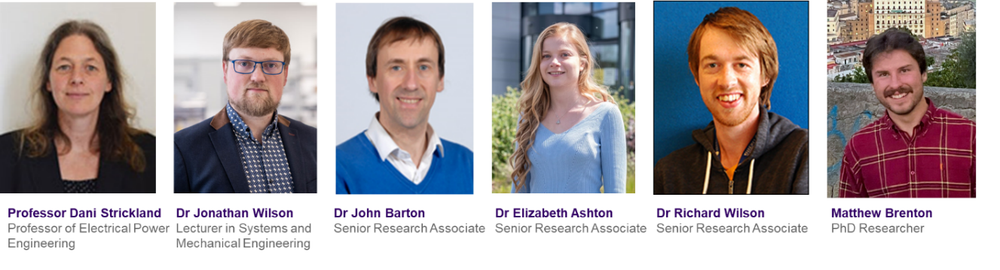 Professor Dani Strickland
Professor of Electrical Power
Engineering
Dr Jonathan Wilson
Lecturer in Systems and
Mechanical Engineering
Dr John Barton
Senior Research Associate
Dr Elizabeth Ashton
Senior Research Associate
Dr Richard Wilson
Senior Research Associate
Matthew Brenton
PhD Researcher